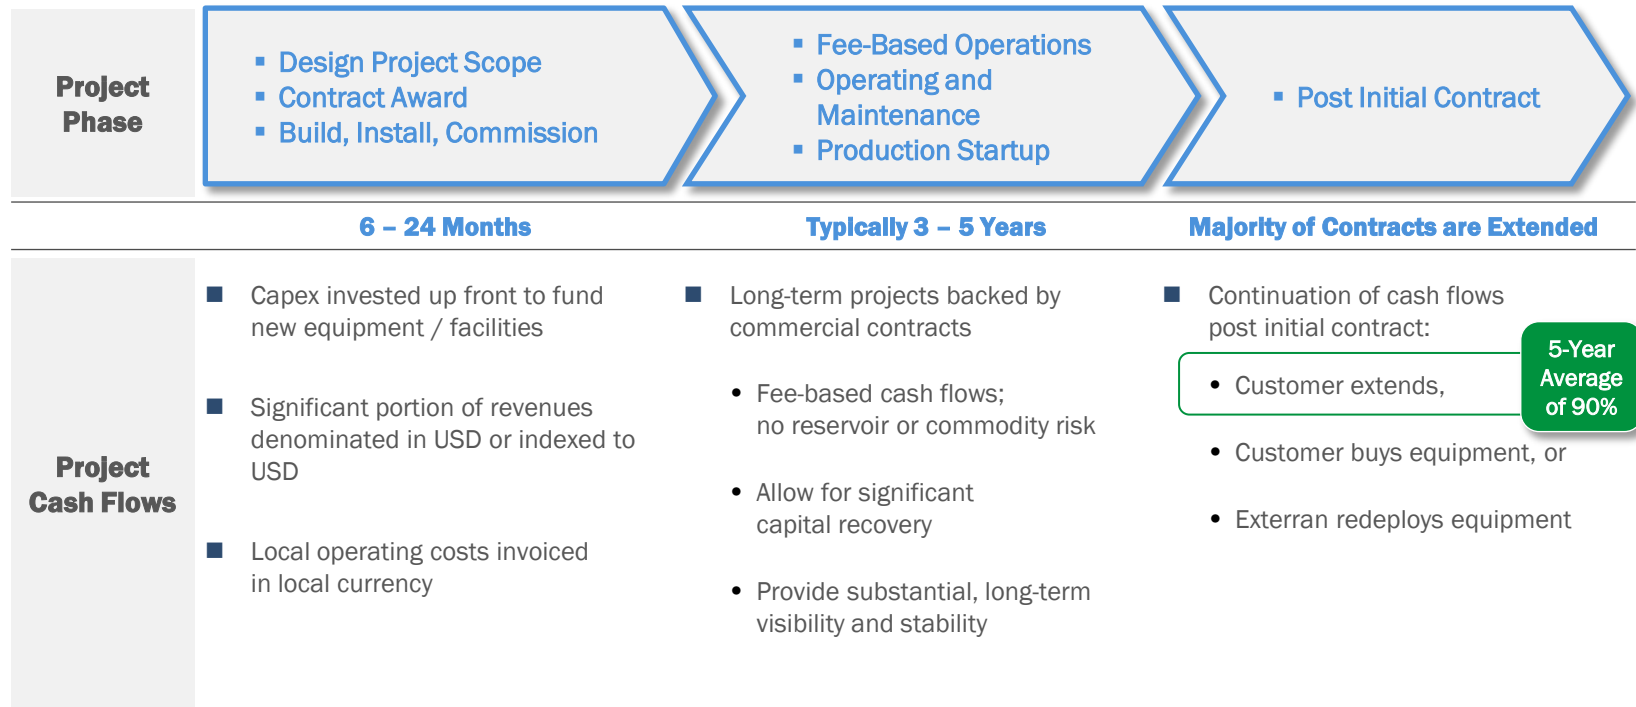 Project
Phase
▪ Design Project Scope
▪ Contract Award
▪ Build, Install, Commission
▪ Fee-Based Operations
▪ Operating and
Maintenance
▪ Production Startup
▪ Post Initial Contract
6 – 24 Months
Typically 3 – 5 Years
Majority of Contracts are Extended
Project
Cash Flows
■ Capex invested up front to fund
new equipment / facilities
■ Significant portion of revenues
denominated in USD or indexed to
USD
■ Local operating costs invoiced
in local currency
■ Long-term projects backed by
commercial contracts
• Fee-based cash flows;
no reservoir or commodity risk
• Allow for significant
capital recovery
• Provide substantial, long-term
visibility and stability
■ Continuation of cash flows
post initial contract:
• Customer extends,
5-Year
Average
of 90%
• Customer buys equipment, or
• Exterran redeploys equipment